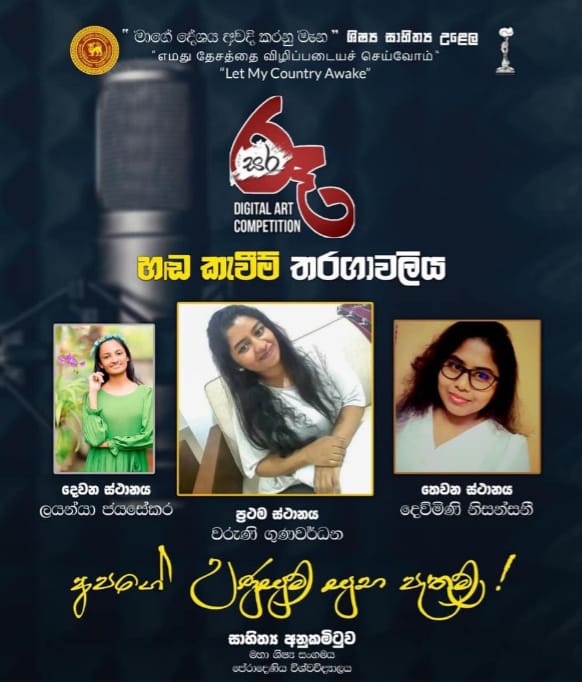 " මාගේ දේශය අවදි කරනු මැන " ශිෂ්‍ය සාහිත්‍ය උළෙල
"எமது தேசத்தை விழிப்படையச் செய்வோம்"
"Let My Country Awake"
සර රූ
DIGITAL ART
COMPETITION
හඬ කැවීම් තරගාවලිය
දෙවන ස්ථානය
ලයන්යා ජයසේකර
ප්‍රථම ස්ථානය
වරුණි ගුණවර්ධන
තෙවන ස්ථානය
දෙව්මිණි නිසන්සනී
අපගේ උණුසුම් සුභ පැතුම් !
සාහිත්‍ය අනුකමිටුව
මහා ශිෂ්‍ය සංගමය
පේරාදෙණිය විශ්වවිද්‍යාලය